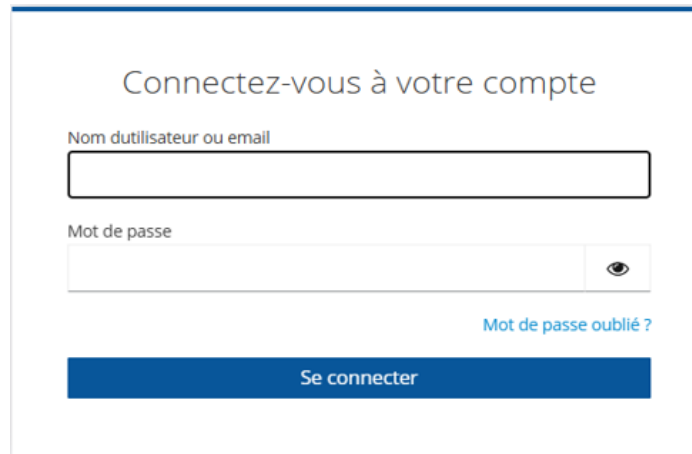 Connectez-vous à votre compte
Nom dutilisateur ou email
Mot de passe
Mot de passe oublié ?
Se connecter